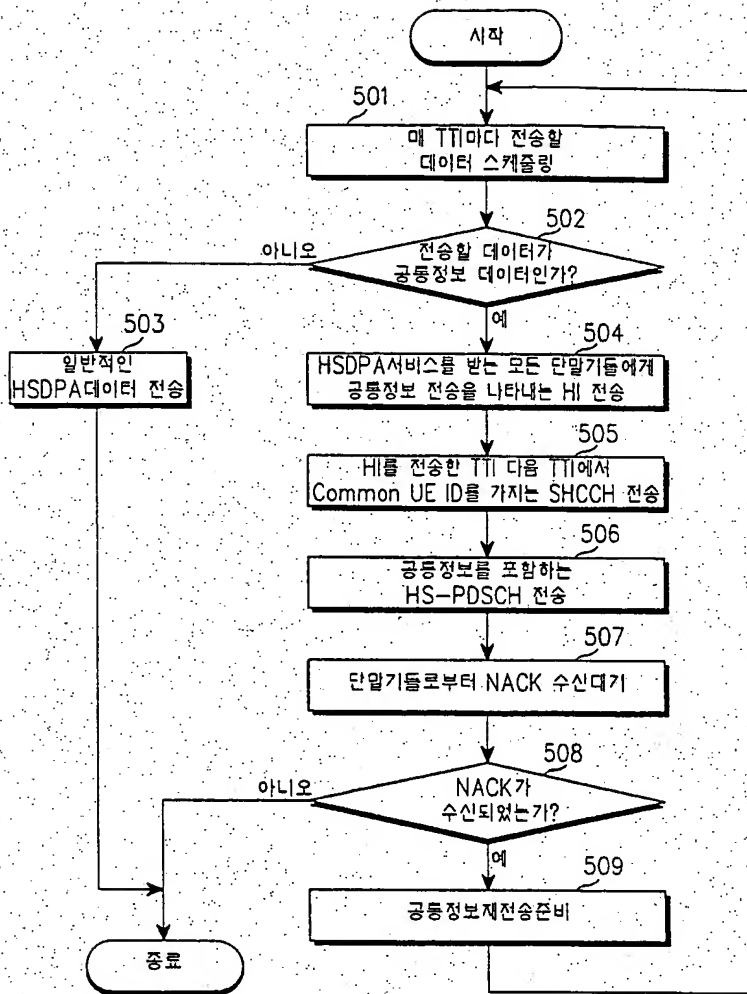 시작
501
매 TTI마다 전송할
데이터 스케줄링
502
전송할 데이터가
공통정보 데이터인가?
아니오
예
503
일반적인
HSDPA데이터 전송
504
HSDPA서비스를 받는 모든 단말기들에게
공통정보 전송을 나타내는 HI 전송
505
HI를 전송한 TTI 다음 TTI에서
Common UE ID를 가지는 SHCCH 전송
506
공통정보를 포함하는
HS-PDSCH 전송
507
단말기들로부터 NACK 수신대기
508
NACK가
수신되었는가?
아니오
예
509
공통정보재전송준비
종료